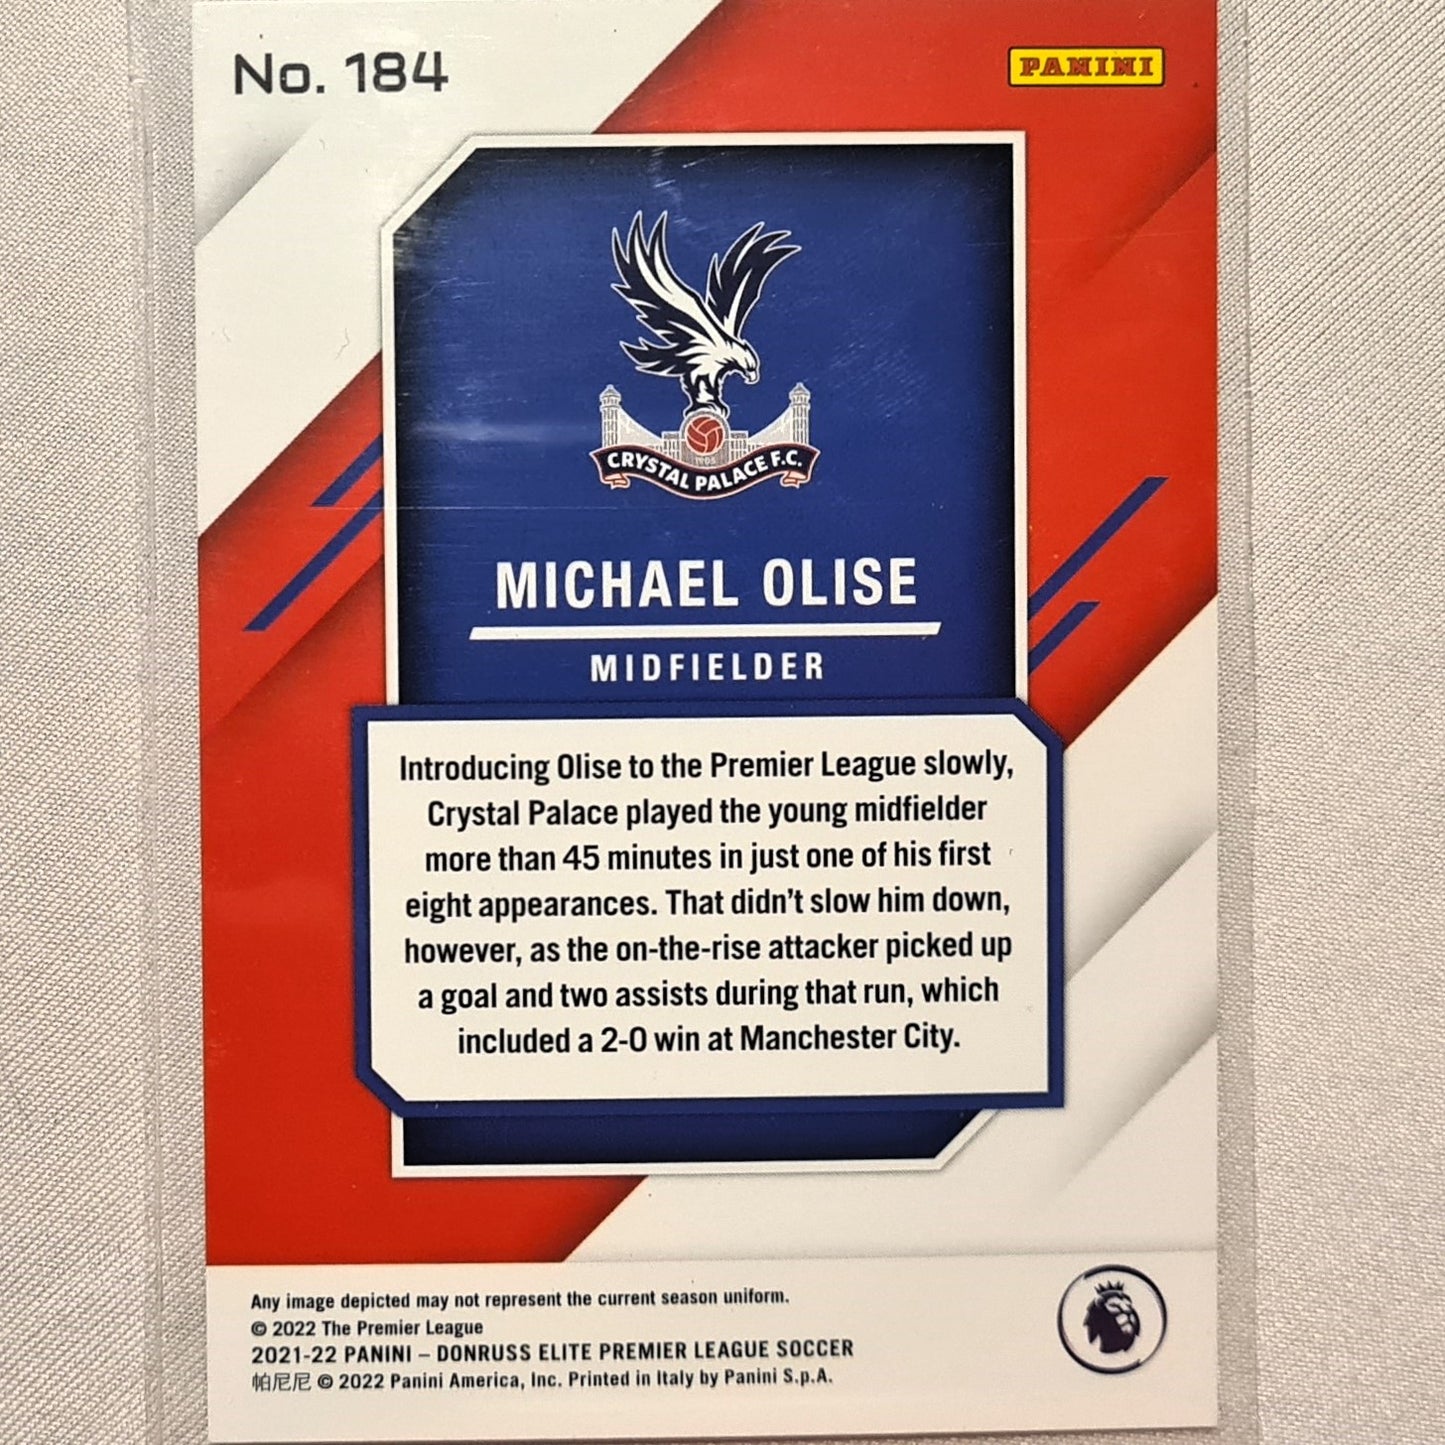 No. 184
PANINI
1905
CRYSTAL PALACE F.C.
MICHAEL OLISE
MIDFIELDER
Introducing Olise to the Premier League slowly,
Crystal Palace played the young midfielder
more than 45 minutes in just one of his first
eight appearances. That didn't slow him down,
however, as the on-the-rise attacker picked up
a goal and two assists during that run, which
included a 2-0 win at Manchester City.
Any image depicted may not represent the current season uniform.
© 2022 The Premier League
2021-22 PANINI – DONRUSS ELITE PREMIER LEAGUE SOCCER
帕尼尼 © 2022 Panini America, Inc. Printed in Italy by Panini S.p.A.